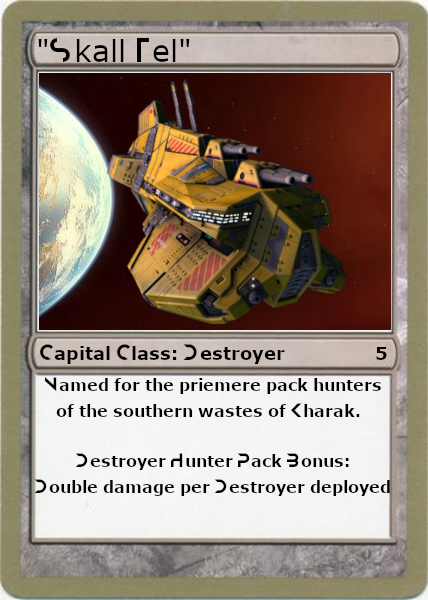 "Skall Tel"
Capital Class: Destroyer 5
Named for the priemere pack hunters
of the southern wastes of Kharak.
Destroyer Hunter Pack Bonus:
Double damage per Destroyer deployed